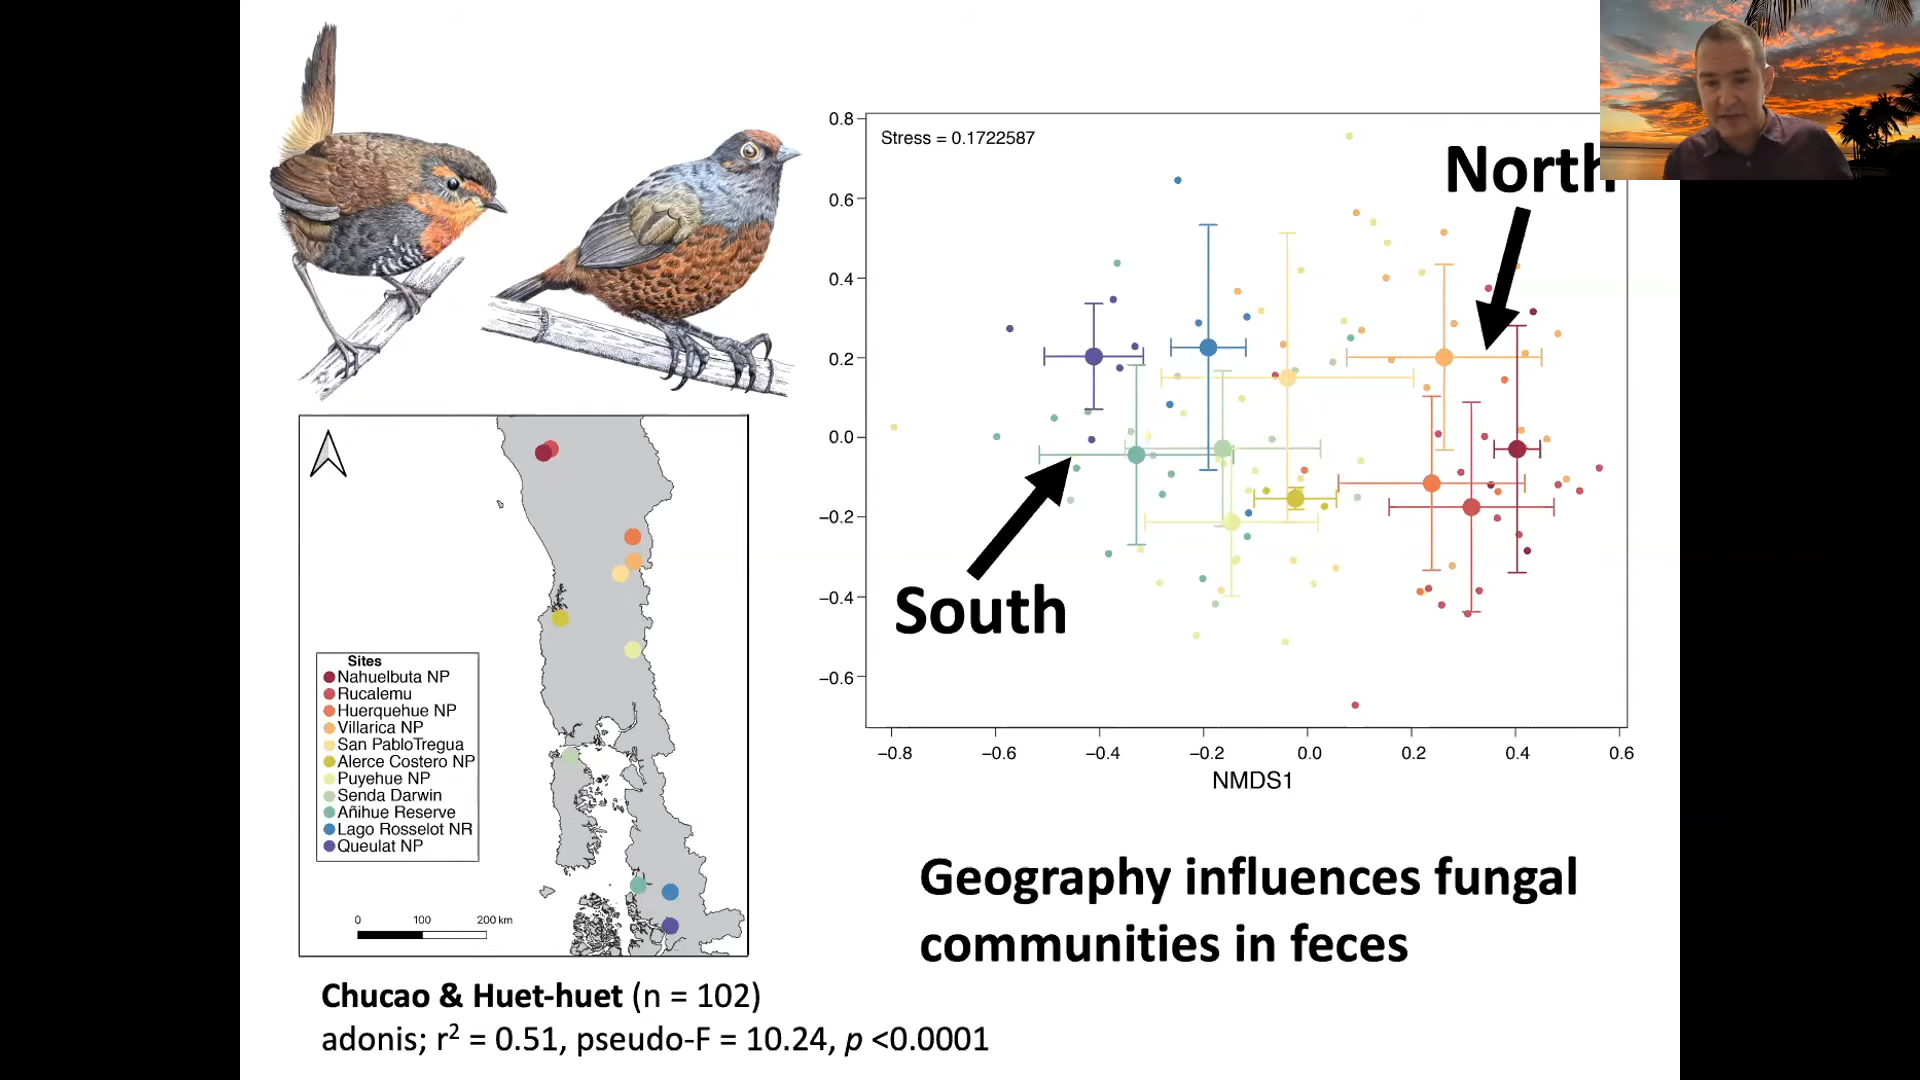 Stress = 0.1722587
North
South
0.8
0.6
0.4
0.2
0.0
−0.2
−0.4
−0.6
−0.8
−0.6
−0.4
−0.2
0.0
0.2
0.4
0.6
NMDS1
Sites
Nahuelbuta NP
Rucalemu
Huerquehue NP
Villarica NP
San PabloTregua
Alerce Costero NP
Puyehue NP
Senda Darwin
Añihue Reserve
Lago Rosselot NR
Queulat NP
0 100 200 km
Geography influences fungal
communities in feces
Chucao & Huet-huet (n = 102)
adonis; r² = 0.51, pseudo-F = 10.24, p <0.0001